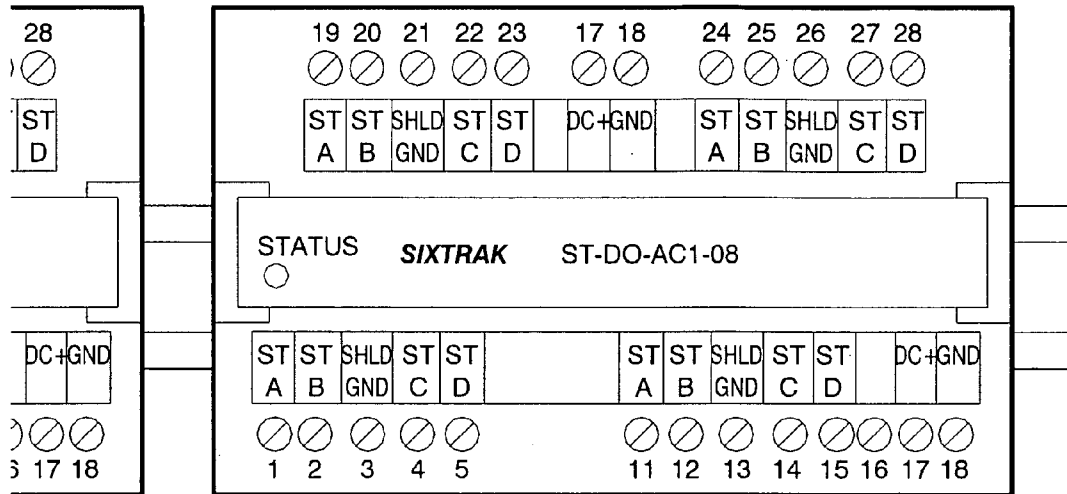 28
ST
D
19 20 21 22 23 17 18 24 25 26 27 28
ST ST SHLD ST ST DC+ GND ST ST SHLD ST ST
A B GND C D A B GND C D
STATUS SIXTRAK ST-DO-AC1-08
DC+ GND
17 18
ST ST SHLD ST ST ST ST SHLD ST ST DC+ GND
A B GND C D A B GND C D
1 2 3 4 5 11 12 13 14 15 16 17 18